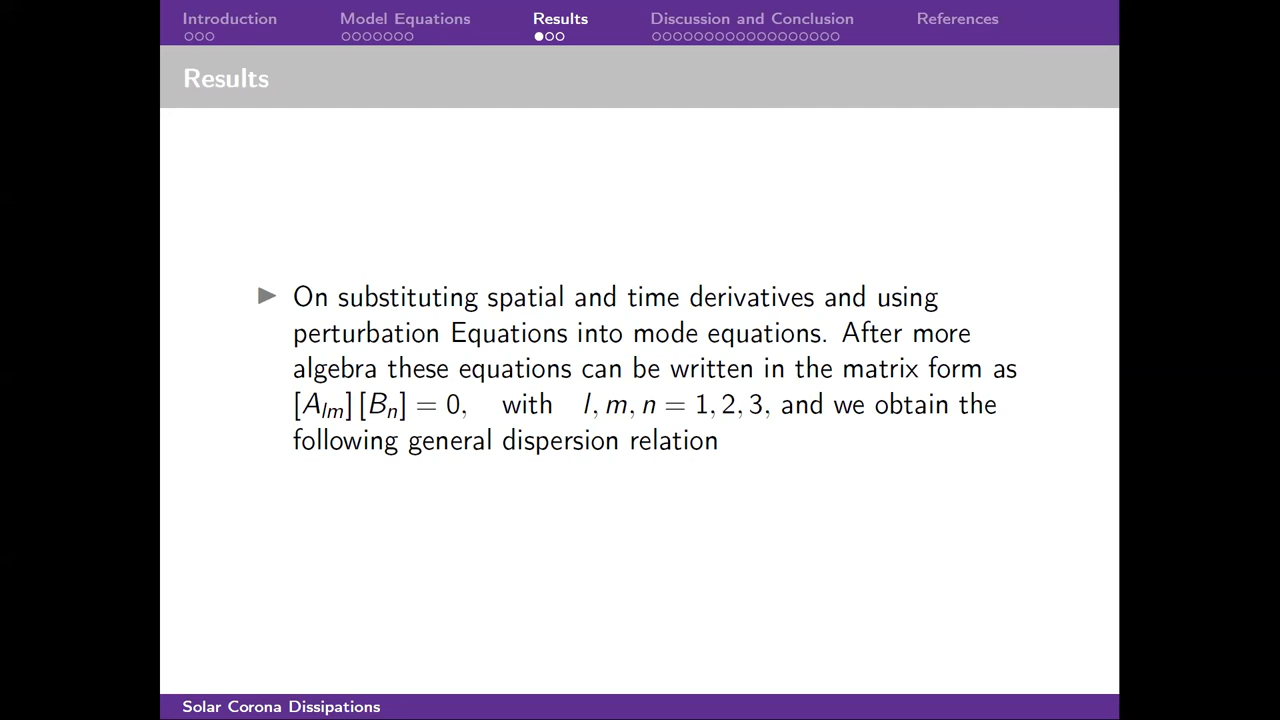 Introduction Model Equations Results Discussion and Conclusion References
Results
On substituting spatial and time derivatives and using
perturbation Equations into mode equations. After more
algebra these equations can be written in the matrix form as
[A_{lm}] [B_n] = 0, with l, m, n = 1, 2, 3, and we obtain the
following general dispersion relation
Solar Corona Dissipations